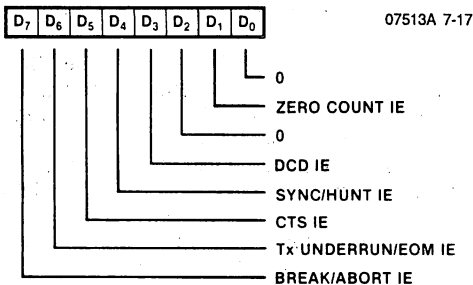 D7 D6 D5 D4 D3 D2 D1 D0
07513A 7-17
0
ZERO COUNT IE
0
DCD IE
SYNC/HUNT IE
CTS IE
Tx UNDERRUN/EOM IE
BREAK/ABORT IE